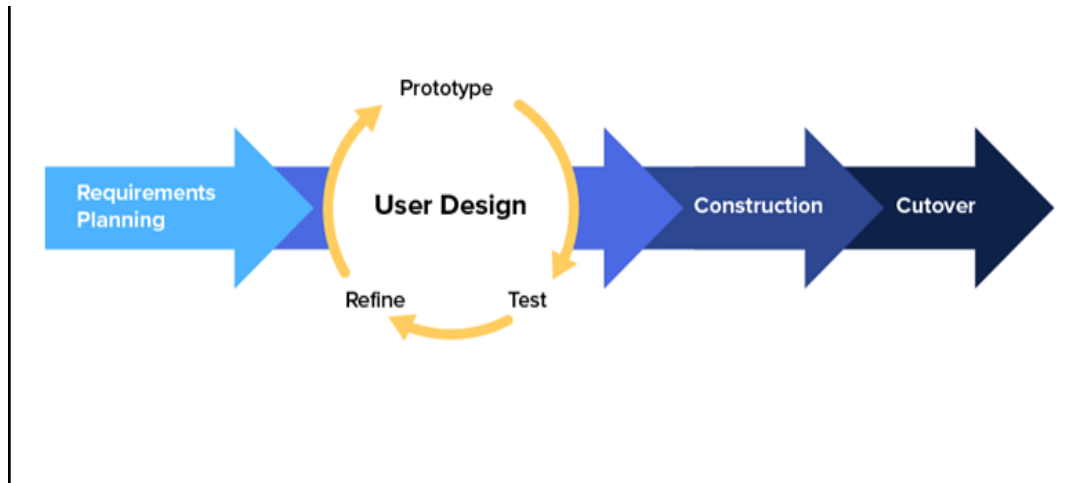 Prototype
Requirements
Planning
User Design
Construction
Cutover
Refine
Test